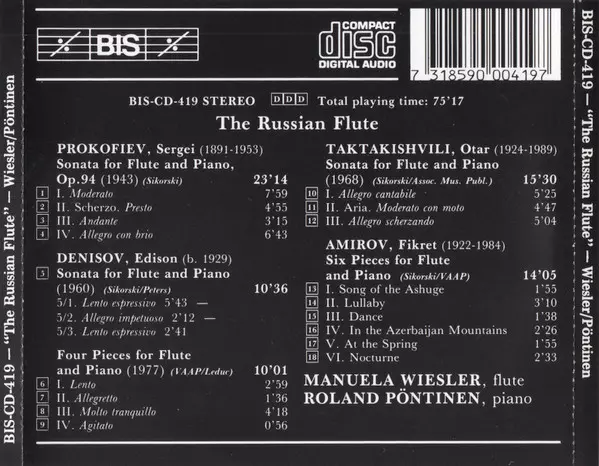 BIS-CD-419 — “The Russian Flute” — Wiesler/Pöntinen
BIS
COMPACT
disc
DIGITAL AUDIO
7 318590 004197
BIS-CD-419 STEREO D D D Total playing time: 75'17
The Russian Flute
PROKOFIEV, Sergei (1891-1953)
Sonata for Flute and Piano,
Op.94 (1943) (Sikorski) 23'14
1 I. Moderato 7'59
2 II. Scherzo. Presto 4'55
3 III. Andante 3'15
4 IV. Allegro con brio 6'43
DENISOV, Edison (b. 1929)
5 Sonata for Flute and Piano
(1960) (Sikorski/Peters) 10'36
5/1. Lento espressivo 5'43 —
5/2. Allegro impetuoso 2'12 —
5/3. Lento espressivo 2'41
Four Pieces for Flute
and Piano (1977) (VAAP/Leduc) 10'01
6 I. Lento 2'59
7 II. Allegretto 1'36
8 III. Molto tranquillo 4'18
9 IV. Agitato 0'56
TAKTAKISHVILI, Otar (1924-1989)
Sonata for Flute and Piano
(1968) (Sikorski/Assoc. Mus. Publ.) 15'30
10 I. Allegro cantabile 5'25
11 II. Aria. Moderato con moto 4'47
12 III. Allegro scherzando 5'04
AMIROV, Fikret (1922-1984)
Six Pieces for Flute
and Piano (Sikorski/VAAP) 14'05
13 I. Song of the Ashuge 1'55
14 II. Lullaby 3'10
15 III. Dance 1'38
16 IV. In the Azerbaijan Mountains 2'26
17 V. At the Spring 1'55
18 VI. Nocturne 2'33
MANUELA WIESLER, flute
ROLAND PÖNTINEN, piano
BIS-CD-419 — “The Russian Flute” — Wiesler/Pöntinen